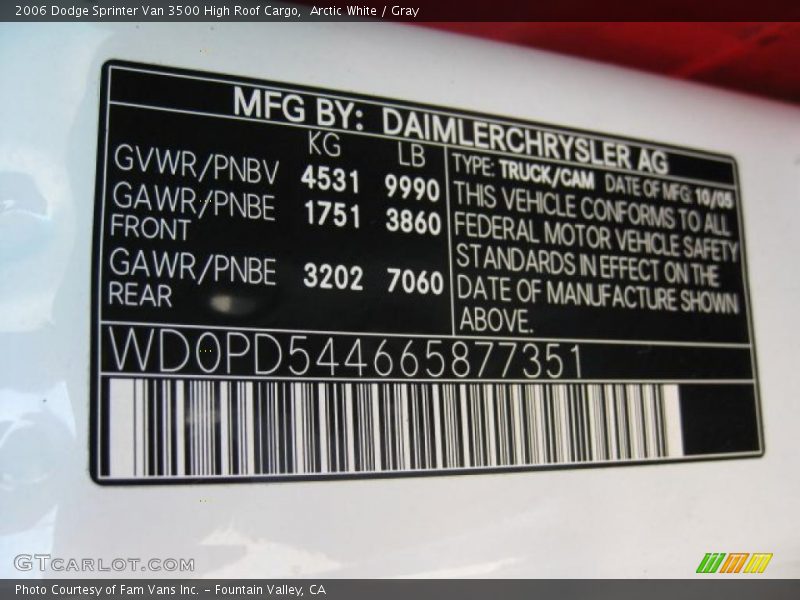 2006 Dodge Sprinter Van 3500 High Roof Cargo,  Arctic White / Gray
MFG BY: DAIMLERCHRYSLER AG
KG LB
GVWR/PNBV 4531 9990
GAWR/PNBE 1751 3860
FRONT
GAWR/PNBE 3202 7060
REAR
TYPE: TRUCK/CAM DATE OF MFG: 10/05
THIS VEHICLE CONFORMS TO ALL
FEDERAL MOTOR VEHICLE SAFETY
STANDARDS IN EFFECT ON THE
DATE OF MANUFACTURE SHOWN
ABOVE.
WD0PD544665877351
GTCARLOT.COM
Photo Courtesy of Fam Vans Inc. - Fountain Valley, CA